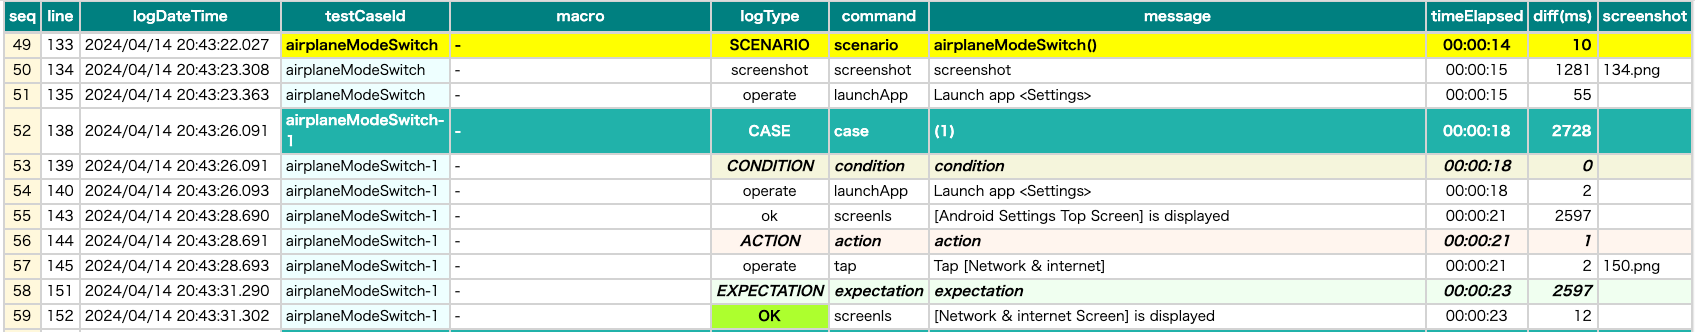 seq line logDateTime testCaseId macro logType command message timeElapsed diff(ms) screenshot
49 133 2024/04/14 20:43:22.027 airplaneModeSwitch - SCENARIO scenario airplaneModeSwitch() 00:00:14 10
50 134 2024/04/14 20:43:23.308 airplaneModeSwitch - screenshot screenshot screenshot 00:00:15 1281 134.png
51 135 2024/04/14 20:43:23.363 airplaneModeSwitch - operate launchApp Launch app <Settings> 00:00:15 55
52 138 2024/04/14 20:43:26.091 airplaneModeSwitch-1 - CASE case (1) 00:00:18 2728
53 139 2024/04/14 20:43:26.091 airplaneModeSwitch-1 - CONDITION condition condition 00:00:18 0
54 140 2024/04/14 20:43:26.093 airplaneModeSwitch-1 - operate launchApp Launch app <Settings> 00:00:18 2
55 143 2024/04/14 20:43:28.690 airplaneModeSwitch-1 - ok screenIs [Android Settings Top Screen] is displayed 00:00:21 2597
56 144 2024/04/14 20:43:28.691 airplaneModeSwitch-1 - ACTION action action 00:00:21 1
57 145 2024/04/14 20:43:28.693 airplaneModeSwitch-1 - operate tap Tap [Network & internet] 00:00:21 2 150.png
58 151 2024/04/14 20:43:31.290 airplaneModeSwitch-1 - EXPECTATION expectation expectation 00:00:23 2597
59 152 2024/04/14 20:43:31.302 airplaneModeSwitch-1 - OK screenIs [Network & internet Screen] is displayed 00:00:23 12